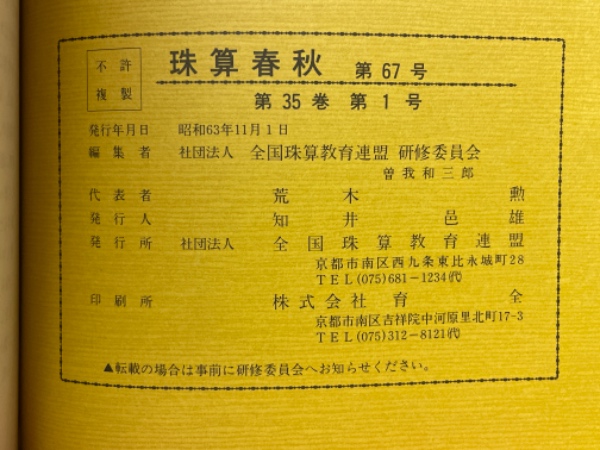 不許
複製
珠算春秋 第67号
第35巻 第1号
発行年月日 昭和63年11月1日
編集者 社団法人 全国珠算教育連盟 研修委員会
曽我和三郎
代表者 荒木勲
発行人 知井邑雄
発行所 社団法人 全国珠算教育連盟
京都市南区西九条東比永城町28
TEL(075)681-1234代
印刷所 株式会社育全
京都市南区吉祥院中河原里北町17-3
TEL(075)312-8121代
▲転載の場合は事前に研修委員会へお知らせください。